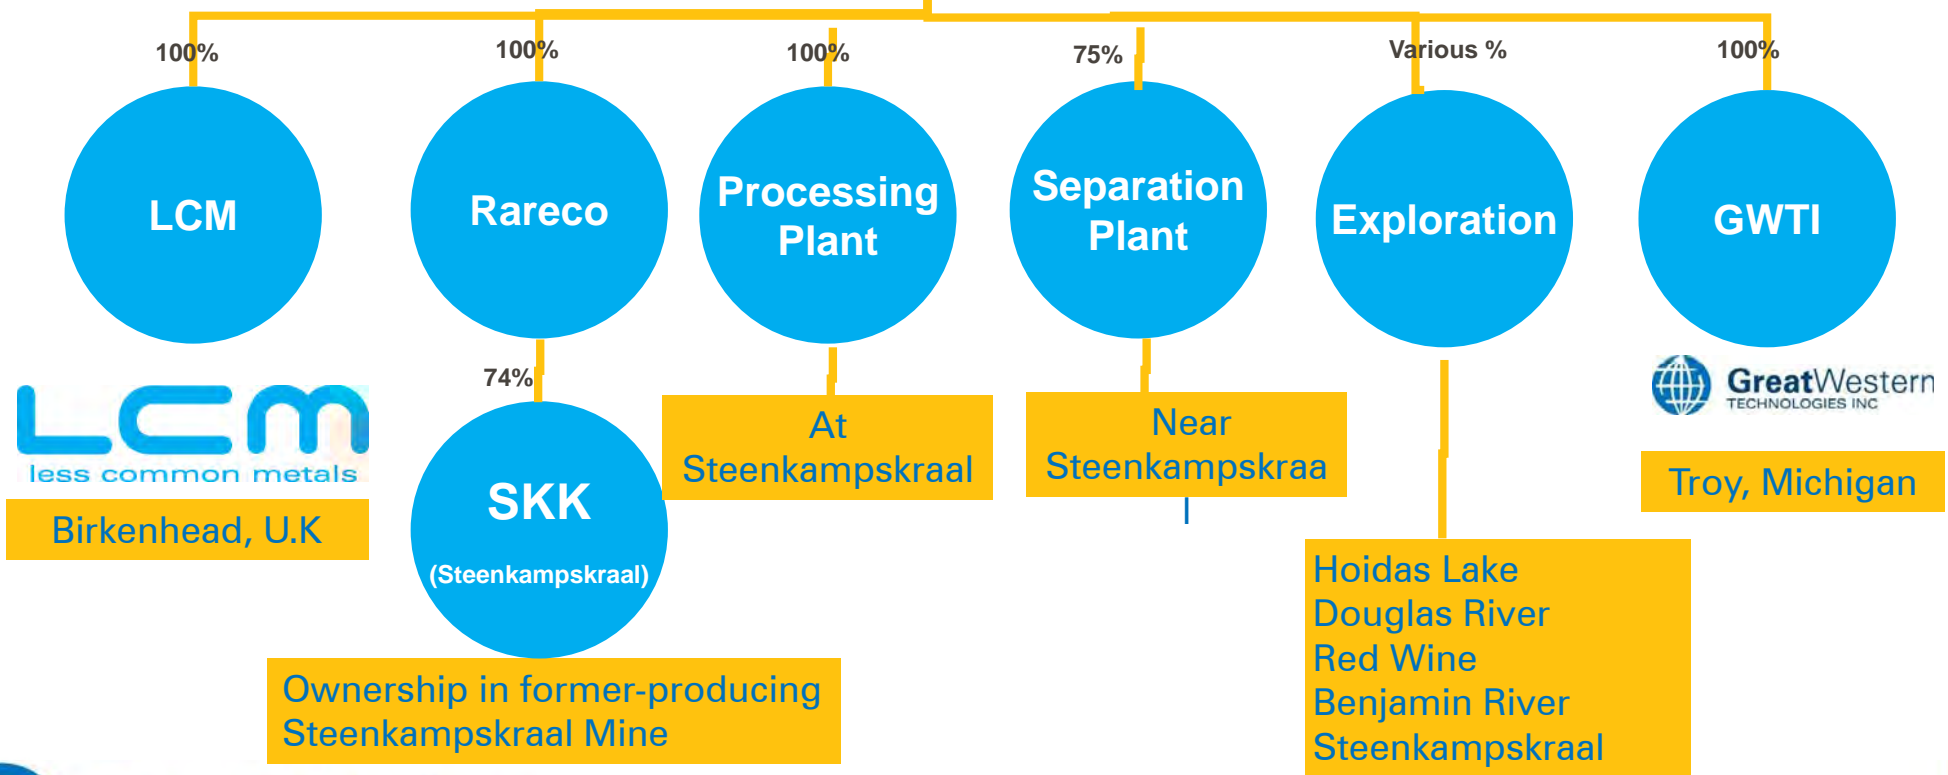 100%
100%
100%
75%
Various %
100%
LCM
Rareco
Processing
Plant
Separation
Plant
Exploration
GWTI
LCM
less common metals
Birkenhead, U.K
74%
SKK
(Steenkampskraal)
Ownership in former-producing
Steenkampskraal Mine
At
Steenkampskraal
Near
Steenkampskraa
l
Hoidas Lake
Douglas River
Red Wine
Benjamin River
Steenkampskraal
GreatWestern
TECHNOLOGIES INC
Troy, Michigan